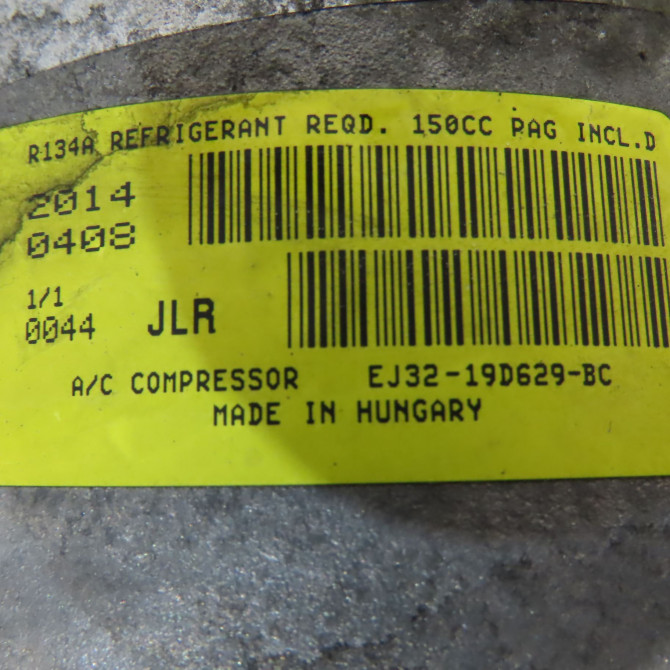 R134A REFRIGERANT REQD. 150CC PAG INCL.D
2014
0408
1/1
0044 JLR
A/C COMPRESSOR EJ32-19D629-BC
MADE IN HUNGARY